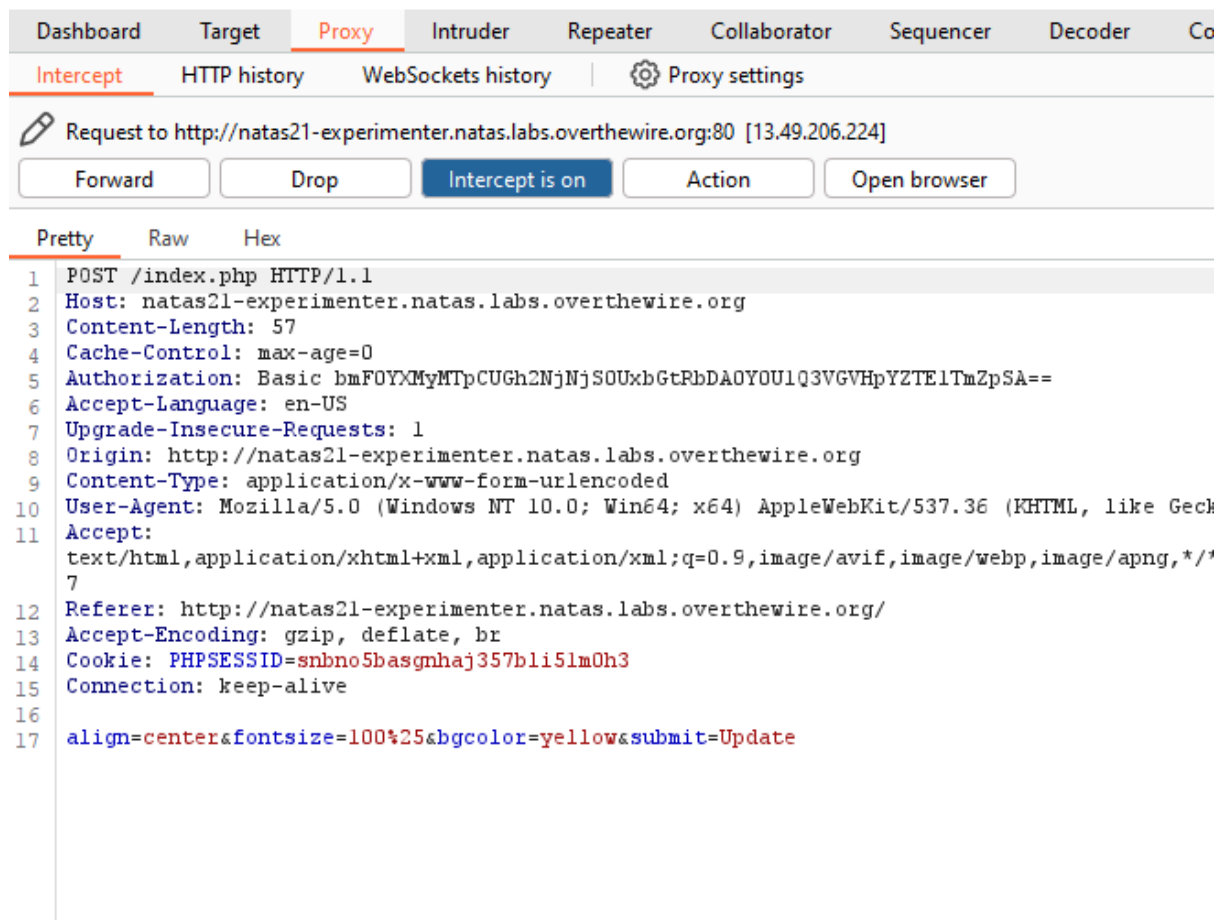 Dashboard Target Proxy Intruder Repeater Collaborator Sequencer Decoder Co
Intercept HTTP history WebSockets history Proxy settings
Request to http://natas21-experimenter.natas.labs.overthewire.org:80 [13.49.206.224]
Forward Drop Intercept is on Action Open browser
Pretty Raw Hex
1 POST /index.php HTTP/1.1
2 Host: natas21-experimenter.natas.labs.overthewire.org
3 Content-Length: 57
4 Cache-Control: max-age=0
5 Authorization: Basic bmF0YXMyMTpCUGh2NjNjS0UxbGtRbDA0Y0U1Q3VGVHpYZTE1TmZpSA==
6 Accept-Language: en-US
7 Upgrade-Insecure-Requests: 1
8 Origin: http://natas21-experimenter.natas.labs.overthewire.org
9 Content-Type: application/x-www-form-urlencoded
10 User-Agent: Mozilla/5.0 (Windows NT 10.0; Win64; x64) AppleWebKit/537.36 (KHTML, like Geck
11 Accept:
text/html,application/xhtml+xml,application/xml;q=0.9,image/avif,image/webp,image/apng,*/*
7
12 Referer: http://natas21-experimenter.natas.labs.overthewire.org/
13 Accept-Encoding: gzip, deflate, br
14 Cookie: PHPSESSID=snbno5basgnhaj357bli5lm0h3
15 Connection: keep-alive
16
17 align=center&fontsize=100%25&bgcolor=yellow&submit=Update